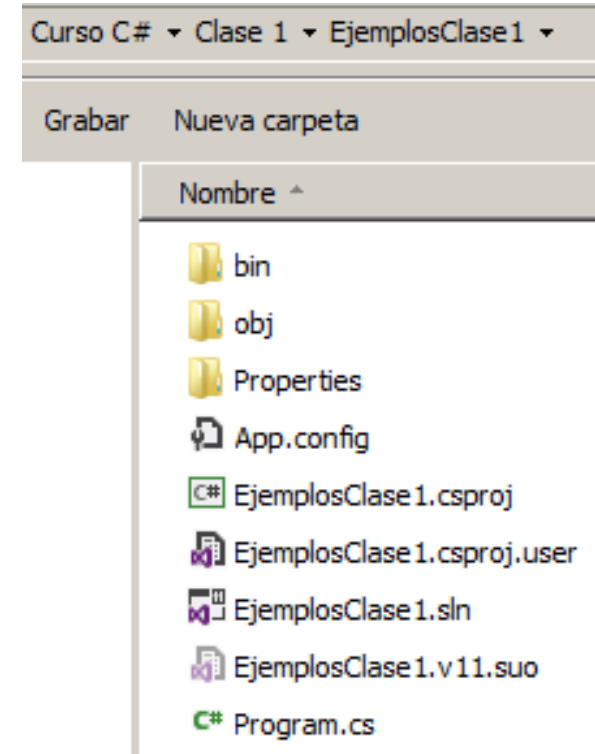 Curso C# Clase 1 EjemplosClase1
Grabar Nueva carpeta
Nombre
bin
obj
Properties
App.config
C# EjemplosClase1.csproj
EjemplosClase1.csproj.user
11 EjemplosClase1.sln
EjemplosClase1.v11.suo
C# Program.cs